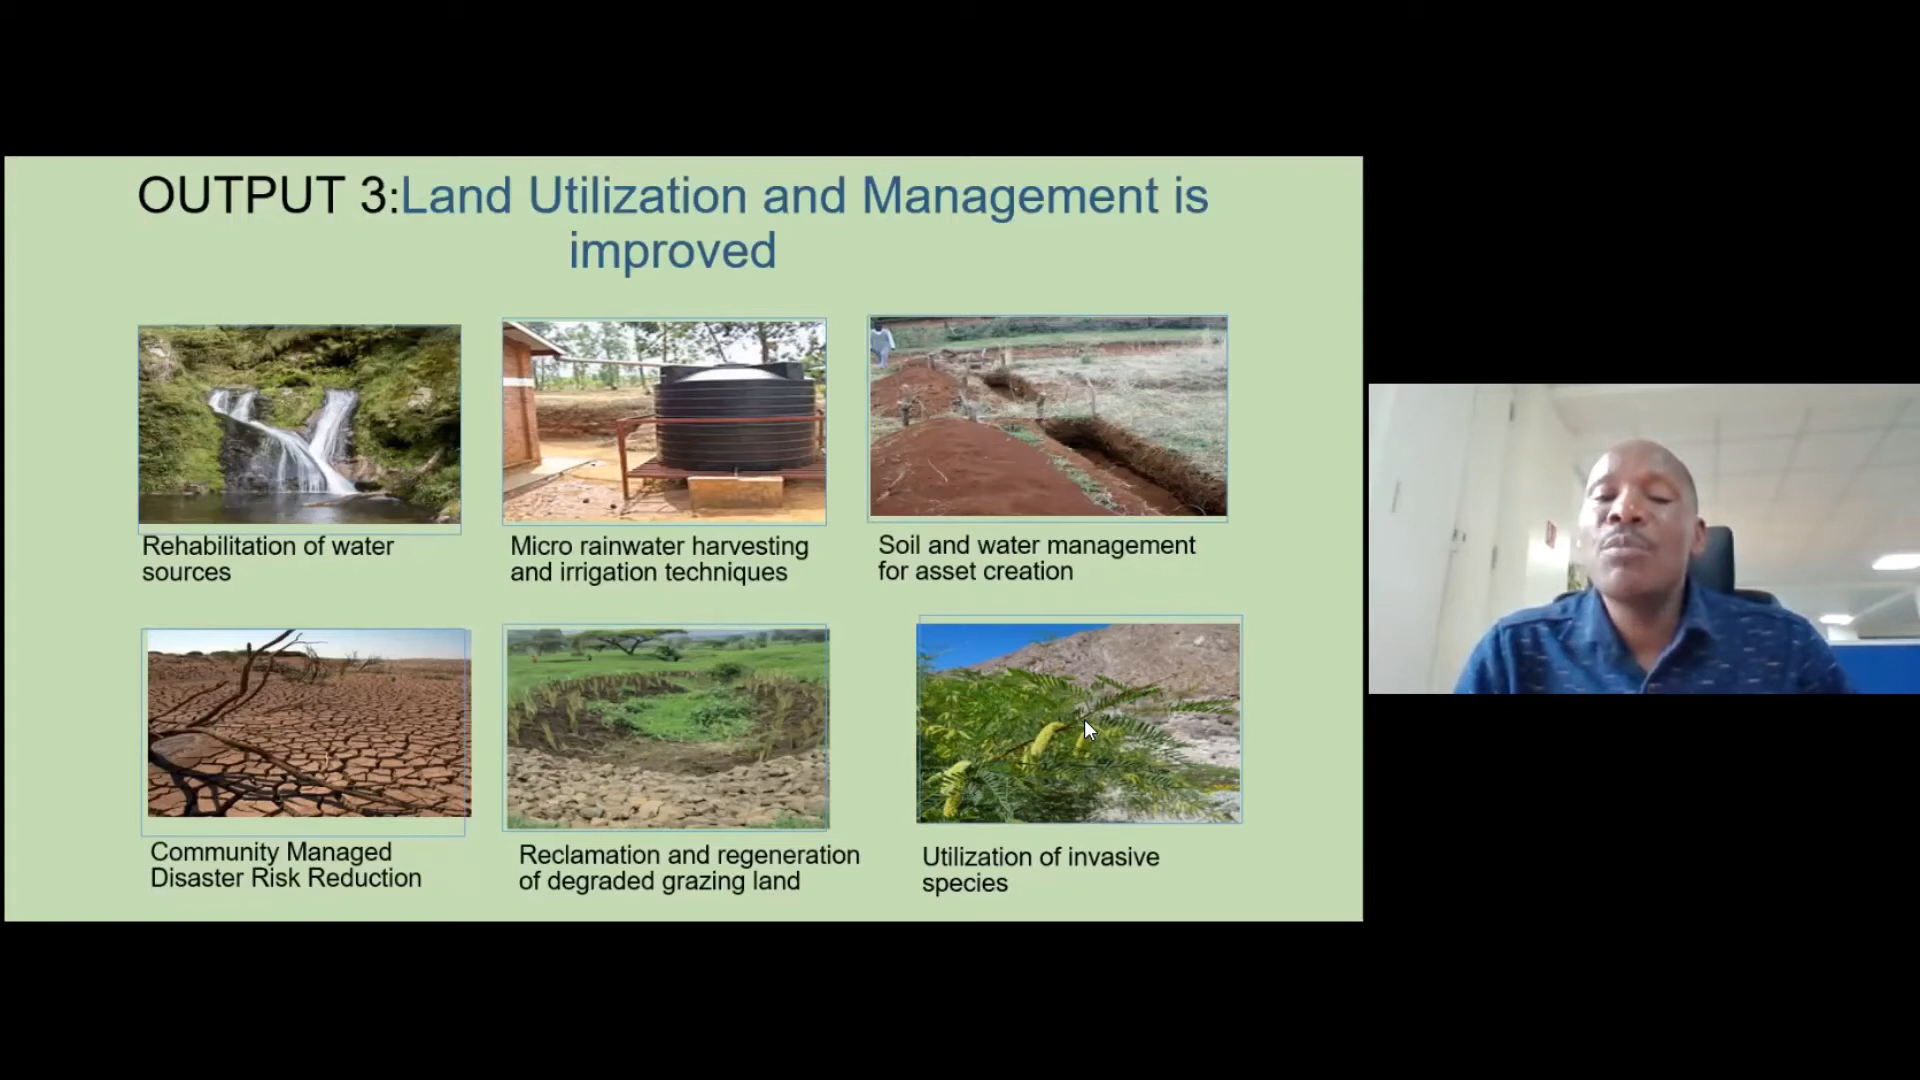 OUTPUT 3:Land Utilization and Management is
improved
Rehabilitation of water
sources
Micro rainwater harvesting
and irrigation techniques
Soil and water management
for asset creation
Community Managed
Disaster Risk Reduction
Reclamation and regeneration
of degraded grazing land
Utilization of invasive
species